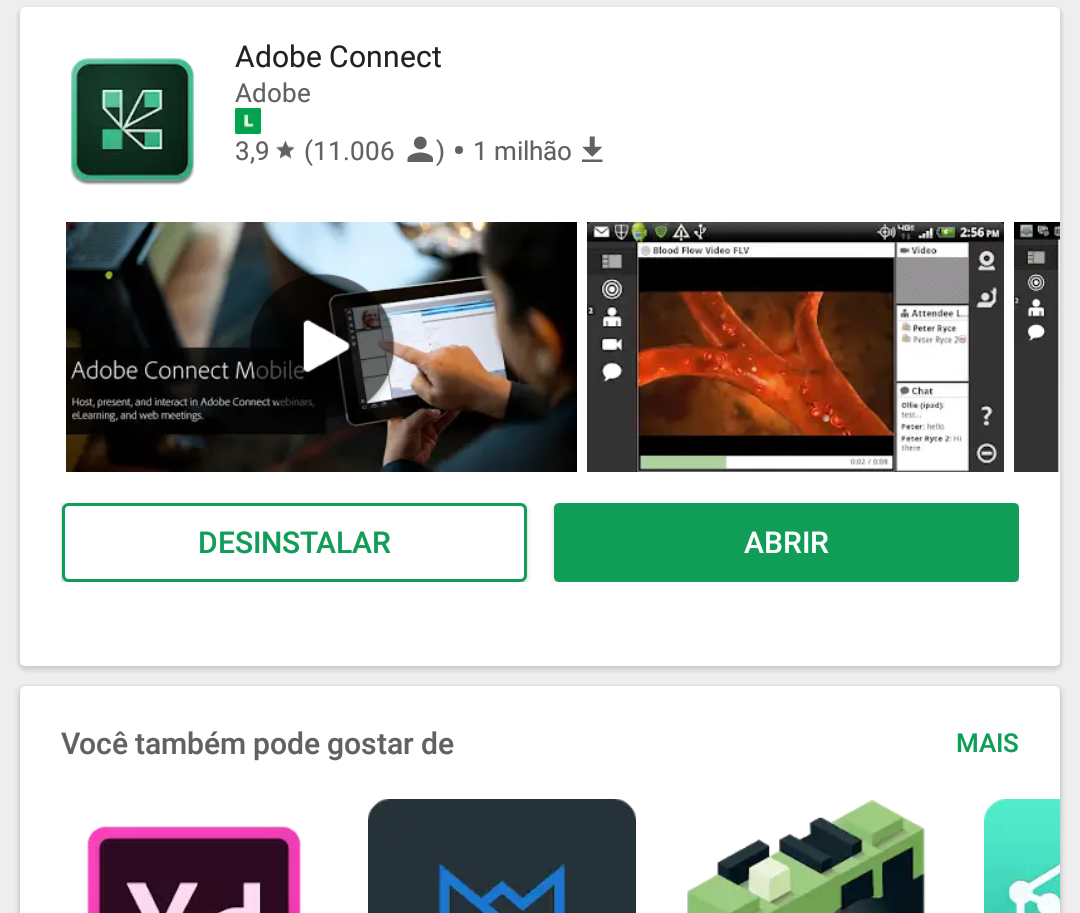 Adobe Connect
Adobe
L
3,9 ★ (11.006 ) • 1 milhão
Adobe Connect Mobile
Host, present, and interact in Adobe Connect webinars,
eLearning, and web meetings.
2:56 PM
Blood Flow Video FLV
Video
Attendee L...
Peter Ryce
Peter Ryce 2
Chat
Ollie (ipad):
test...
Peter: hello
Peter Ryce 2: Hi
there
0:02 / 0:08
2
?
2
DESINSTALAR
ABRIR
Você também pode gostar de
MAIS
Xd